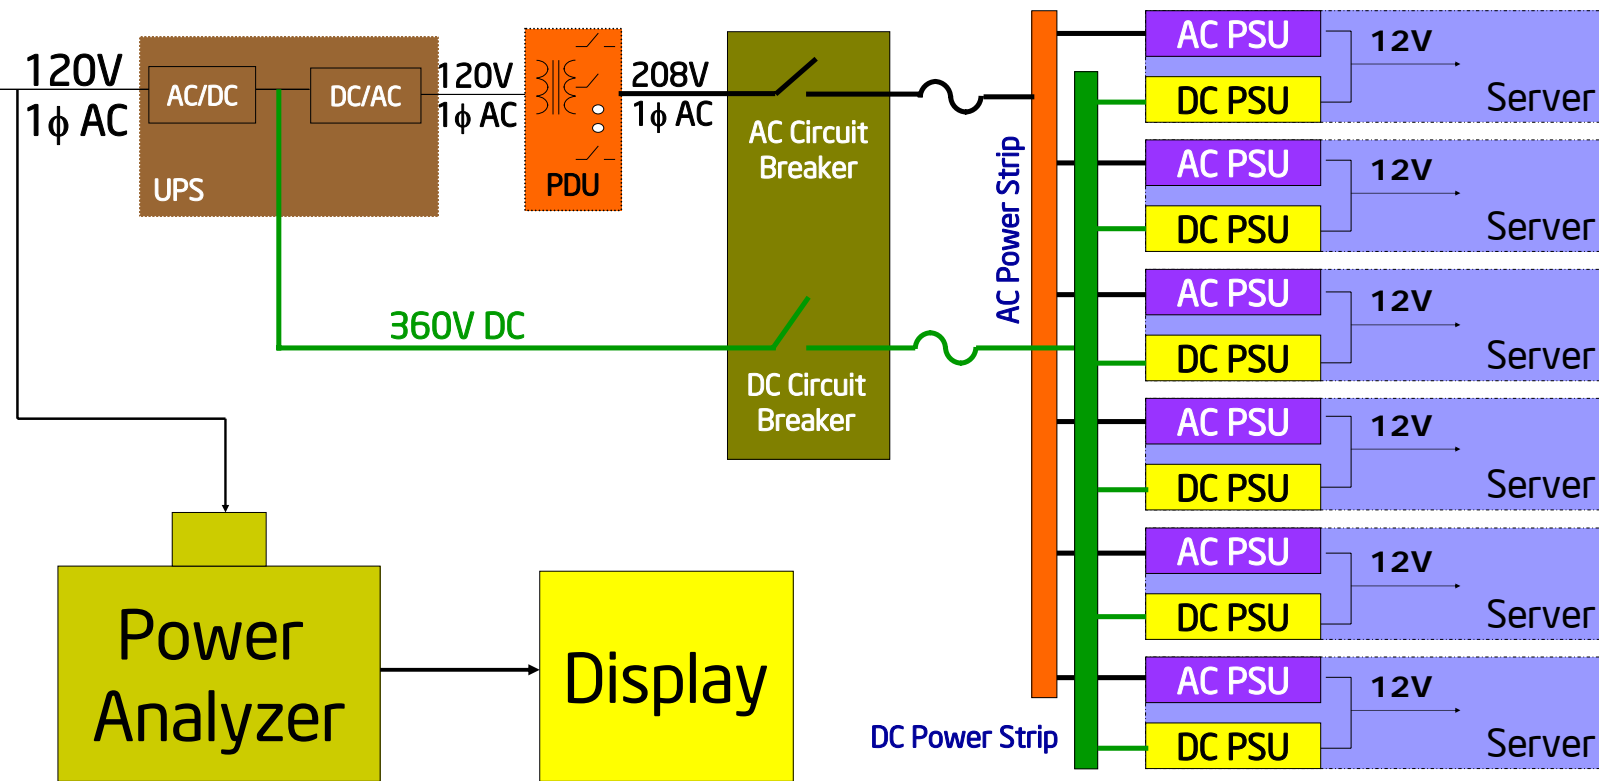 120V
1ϕ AC
AC/DC
DC/AC
UPS
120V
1ϕ AC
PDU
208V
1ϕ AC
AC Circuit
Breaker
360V DC
DC Circuit
Breaker
AC Power Strip
DC Power Strip
AC PSU
12V
DC PSU
Server
AC PSU
12V
DC PSU
Server
AC PSU
12V
DC PSU
Server
AC PSU
12V
DC PSU
Server
AC PSU
12V
DC PSU
Server
AC PSU
12V
DC PSU
Server
Power
Analyzer
Display